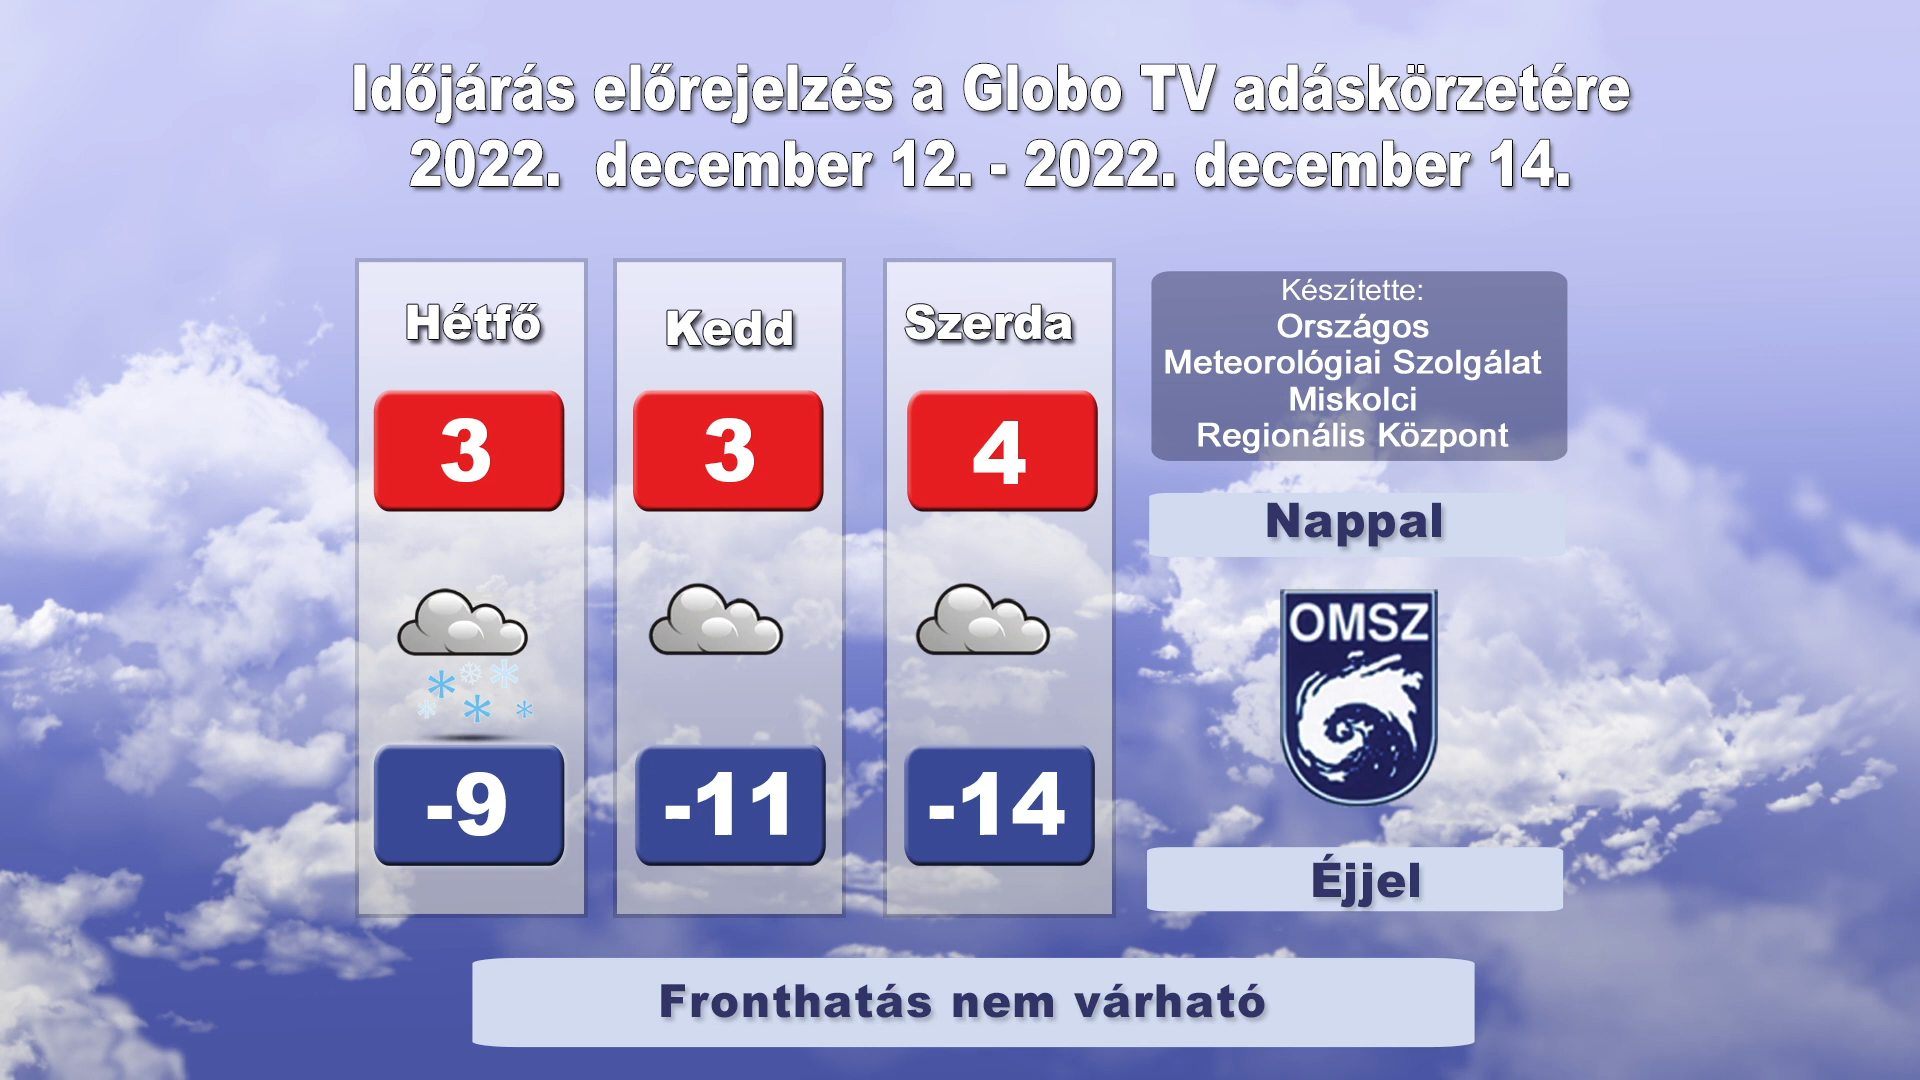 Időjárás előrejelzés a Globo TV adáskörzetére
2022. december 12. - 2022. december 14.
Hétfő
Kedd
Szerda
Készítette:
Országos
Meteorológiai Szolgálat
Miskolci
Regionális Központ
3
3
4
Nappal
OMSZ
-9
-11
-14
Éjjel
Fronthatás nem várható